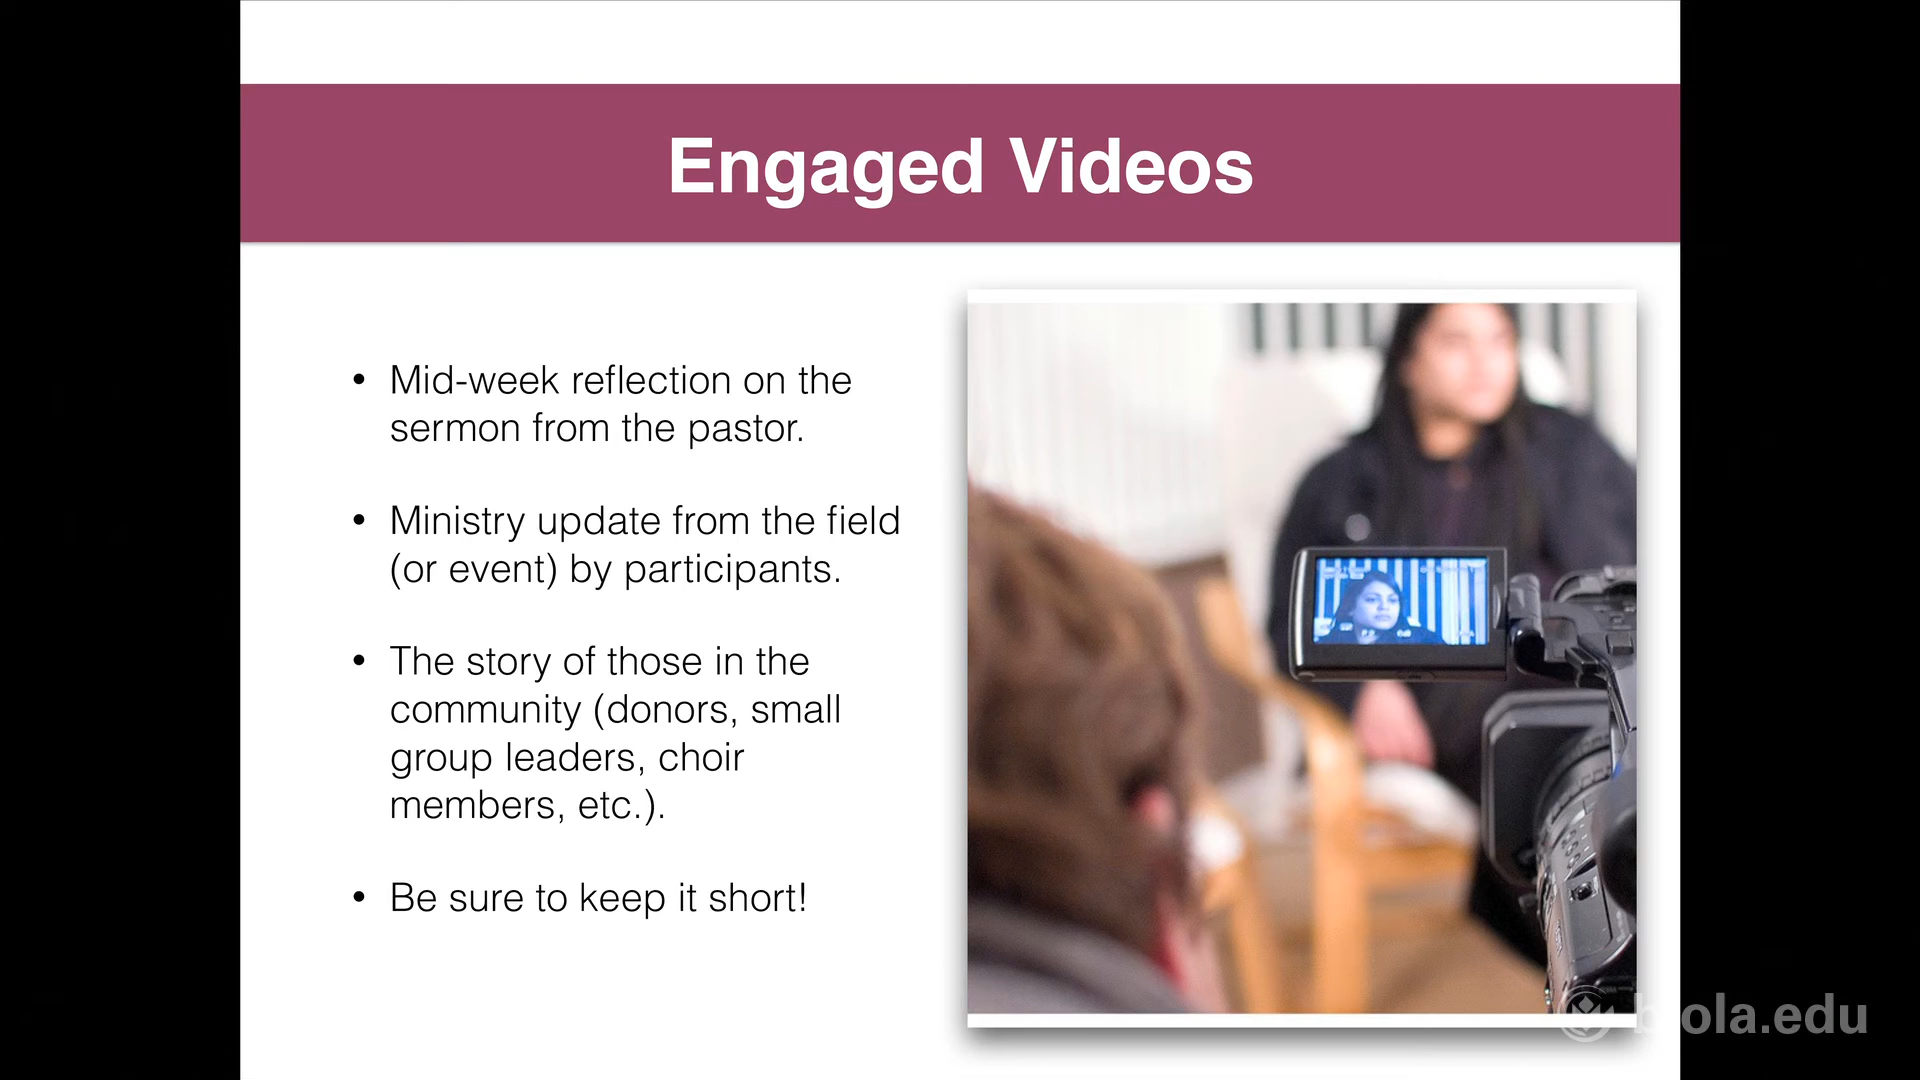 Engaged Videos
• Mid-week reflection on the
sermon from the pastor.
• Ministry update from the field
(or event) by participants.
• The story of those in the
community (donors, small
group leaders, choir
members, etc.).
• Be sure to keep it short!
biola.edu